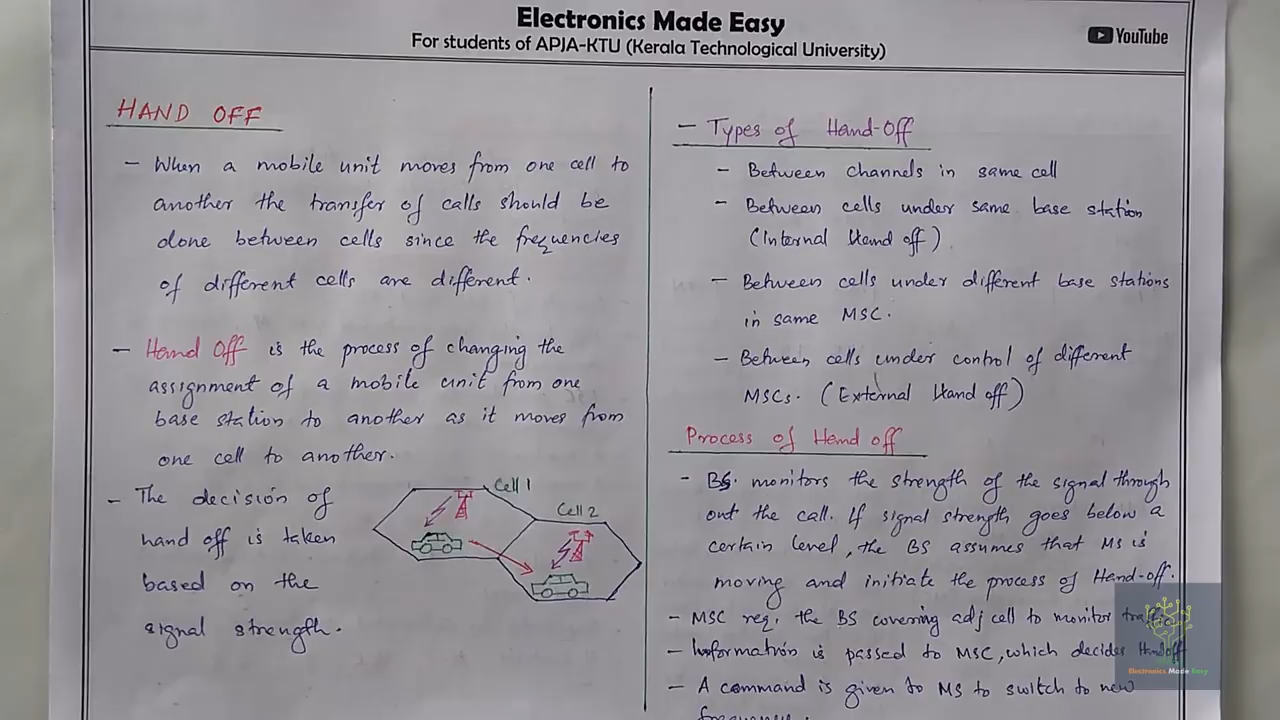 Electronics Made Easy
For students of APJA-KTU (Kerala Technological University)
YouTube
HAND OFF
- When a mobile unit moves from one cell to
another the transfer of calls should be
done between cells since the frequencies
of different cells are different.
- Hand Off is the process of changing the
assignment of a mobile unit from one
base station to another as it moves from
one cell to another.
- The decision of
hand off is taken
based on the
signal strength.
Cell 1
Cell 2
- Types of Hand-Off
- Between channels in same cell
- Between cells under same base station
(Internal Hand off)
- Between cells under different base stations
in same MSC.
- Between cells under control of different
MSCs. (External Hand off)
Process of Hand off
- BS. monitors the strength of the signal through
out the call. If signal strength goes below a
certain level, the BS assumes that MS is
moving and initiate the process of Hand-off.
- MSC req. the BS covering adj cell to monitor traffic
- Information is passed to MSC, which decides Handoff
- A command is given to MS to switch to new
frequency.
Electronics Made Easy